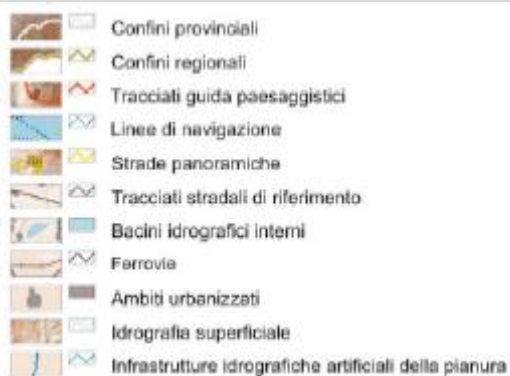 Confini provinciali
Confini regionali
Tracciati guida paesaggistici
Linee di navigazione
Strade panoramiche
Tracciati stradali di riferimento
Bacini idrografici interni
Ferrovie
Ambiti urbanizzati
Idrografia superficiale
Infrastrutture idrografiche artificiali della pianura